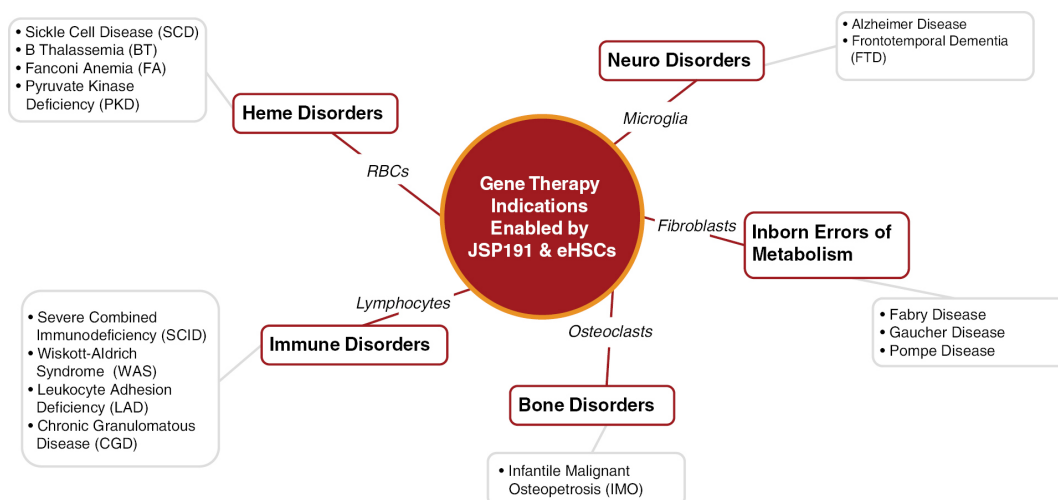 • Sickle Cell Disease (SCD)
• B Thalassemia (BT)
• Fanconi Anemia (FA)
• Pyruvate Kinase
Deficiency (PKD)
Heme Disorders
RBCs
Neuro Disorders
Microglia
• Alzheimer Disease
• Frontotemporal Dementia
(FTD)
Gene Therapy
Indications
Enabled by
JSP191 & eHSCs
Fibroblasts
Inborn Errors of
Metabolism
• Fabry Disease
• Gaucher Disease
• Pompe Disease
Lymphocytes
Immune Disorders
• Severe Combined
Immunodeficiency (SCID)
• Wiskott-Aldrich
Syndrome (WAS)
• Leukocyte Adhesion
Deficiency (LAD)
• Chronic Granulomatous
Disease (CGD)
Osteoclasts
Bone Disorders
• Infantile Malignant
Osteopetrosis (IMO)